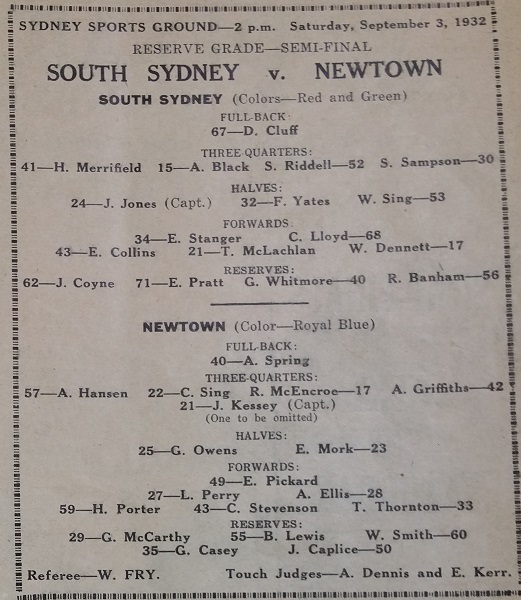 SYDNEY SPORTS GROUND—2 p.m. Saturday, September 3, 1932
RESERVE GRADE—SEMI-FINAL
SOUTH SYDNEY v. NEWTOWN
SOUTH SYDNEY (Colors—Red and Green)
FULL-BACK:
67—D. Cluff
THREE-QUARTERS:
41—H. Merrifield 15—A. Black S. Riddell—52 S. Sampson—30
HALVES:
24—J. Jones (Capt.) 32—F. Yates W. Sing—53
FORWARDS:
34—E. Stanger C. Lloyd—68
43—E. Collins 21—T. McLachlan W. Dennett—17
RESERVES:
62—J. Coyne 71—E. Pratt G. Whitmore—40 R. Banham—56
NEWTOWN (Color—Royal Blue)
FULL-BACK:
40—A. Spring
THREE-QUARTERS:
57—A. Hansen 22—C. Sing R. McEncroe—17 A. Griffiths—42
21—J. Kessey (Capt.)
(One to be omitted)
HALVES:
25—G. Owens E. Mork—23
FORWARDS:
49—E. Pickard
27—L. Perry A. Ellis—28
59—H. Porter 43—C. Stevenson T. Thornton—33
RESERVES:
29—G. McCarthy 55—B. Lewis W. Smith—60
35—G. Casey J. Caplice—50
Referee—W. FRY. Touch Judges—A. Dennis and E. Kerr.